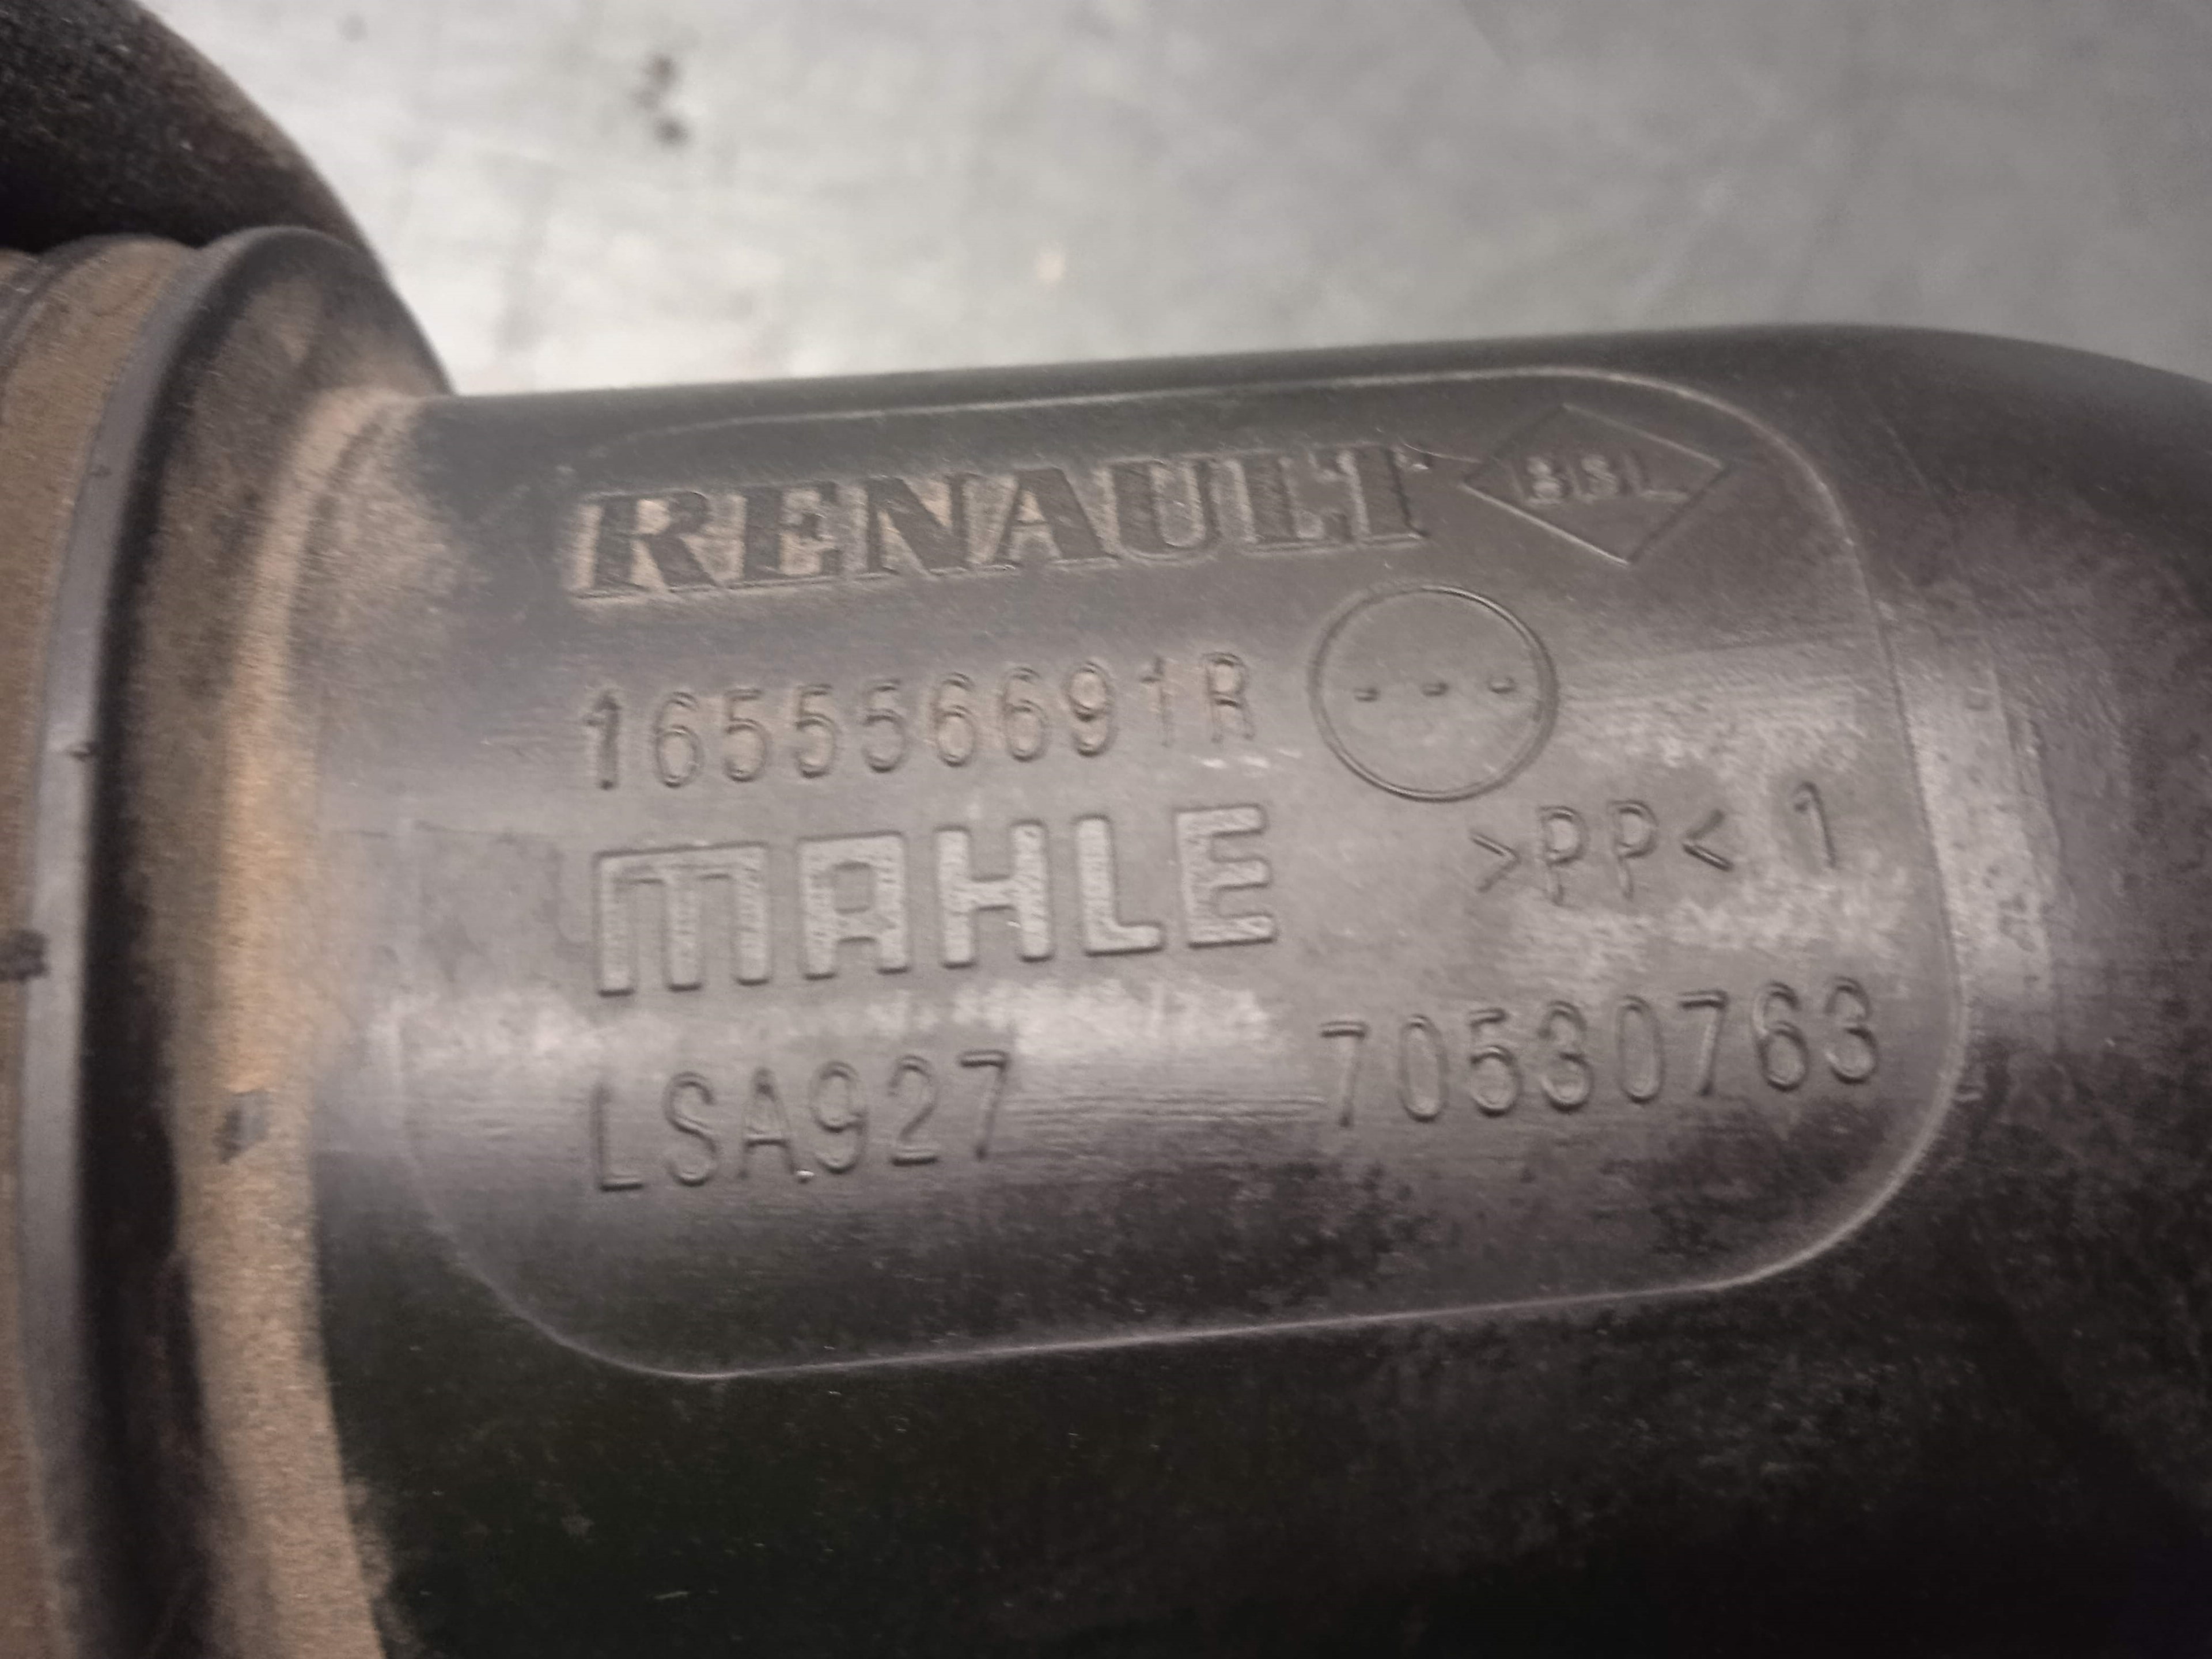 RENAULT
165556691R
MAHLE >PP< 1
LSA927 70530763